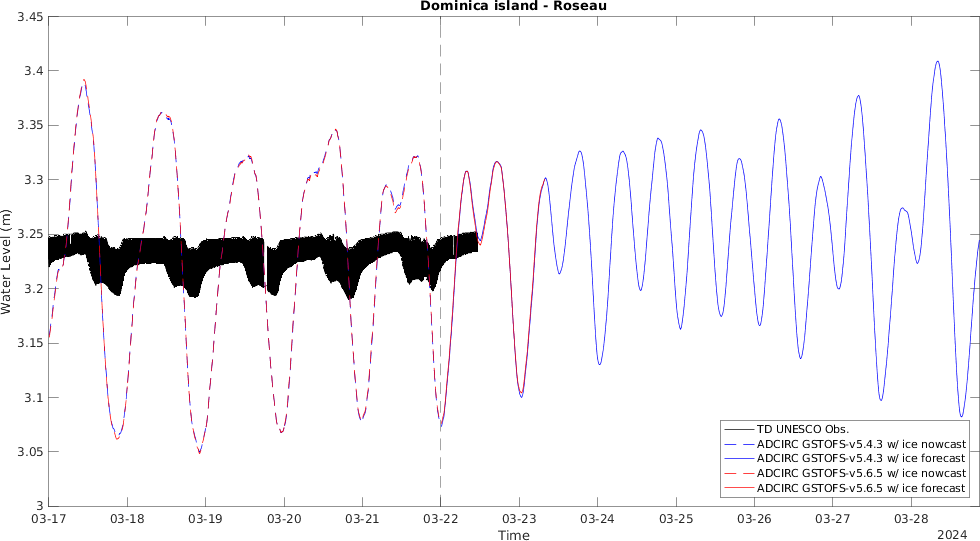 Dominica island - Roseau
3.45
3.4
3.35
3.3
3.25
3.2
3.15
3.1
3.05
3
Water Level (m)
03-17 03-18 03-19 03-20 03-21 03-22 03-23 03-24 03-25 03-26 03-27 03-28
Time
2024
TD UNESCO Obs.
ADCIRC GSTOFS-v5.4.3 w/ ice nowcast
ADCIRC GSTOFS-v5.4.3 w/ ice forecast
ADCIRC GSTOFS-v5.6.5 w/ ice nowcast
ADCIRC GSTOFS-v5.6.5 w/ ice forecast